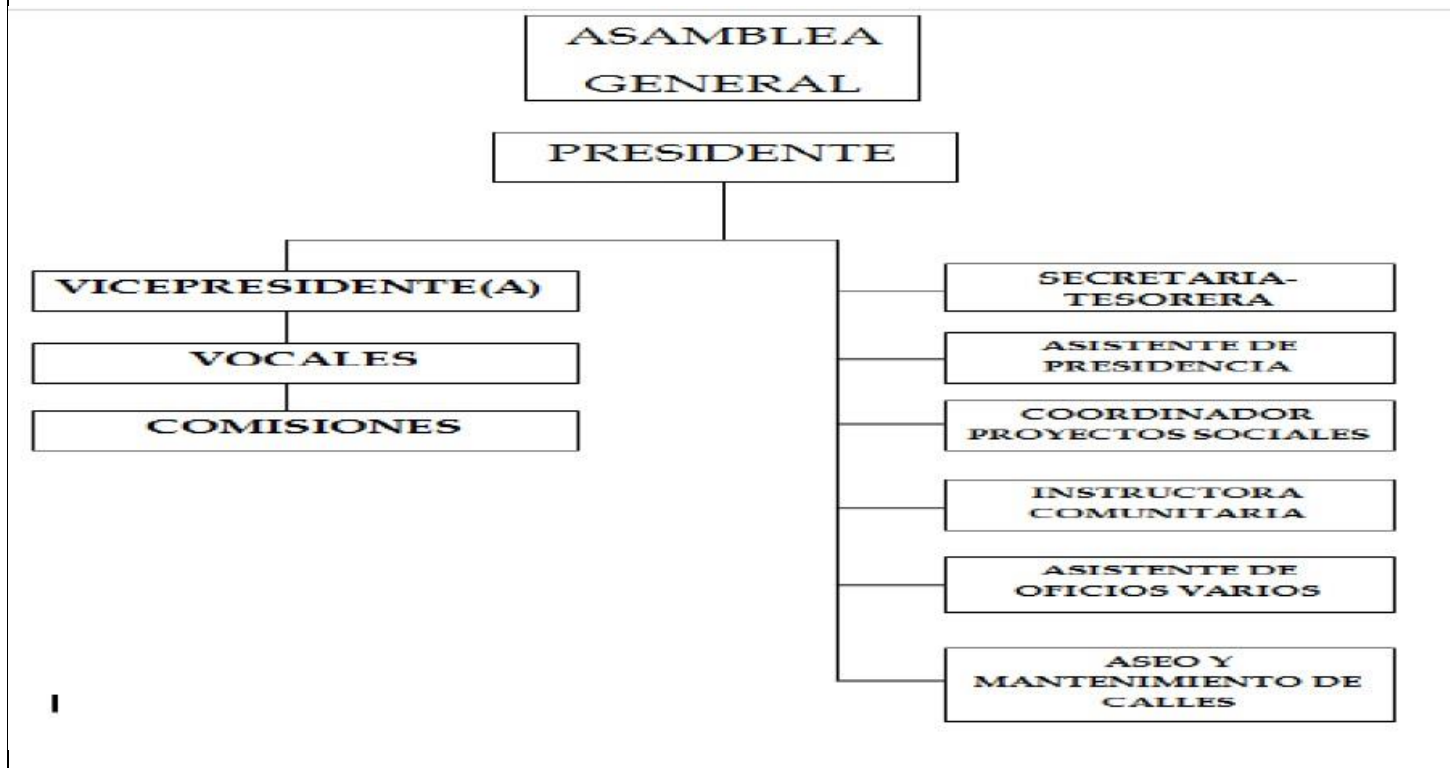 ASAMBLEA
GENERAL
PRESIDENTE
VICEPRESIDENTE(A)
VOCALES
COMISIONES
SECRETARIA-
TESORERA
ASISTENTE DE
PRESIDENCIA
COORDINADOR
PROYECTOS SOCIALES
INSTRUCTORA
COMUNITARIA
ASISTENTE DE
OFICIOS VARIOS
ASEO Y
MANTENIMIENTO DE
CALLES